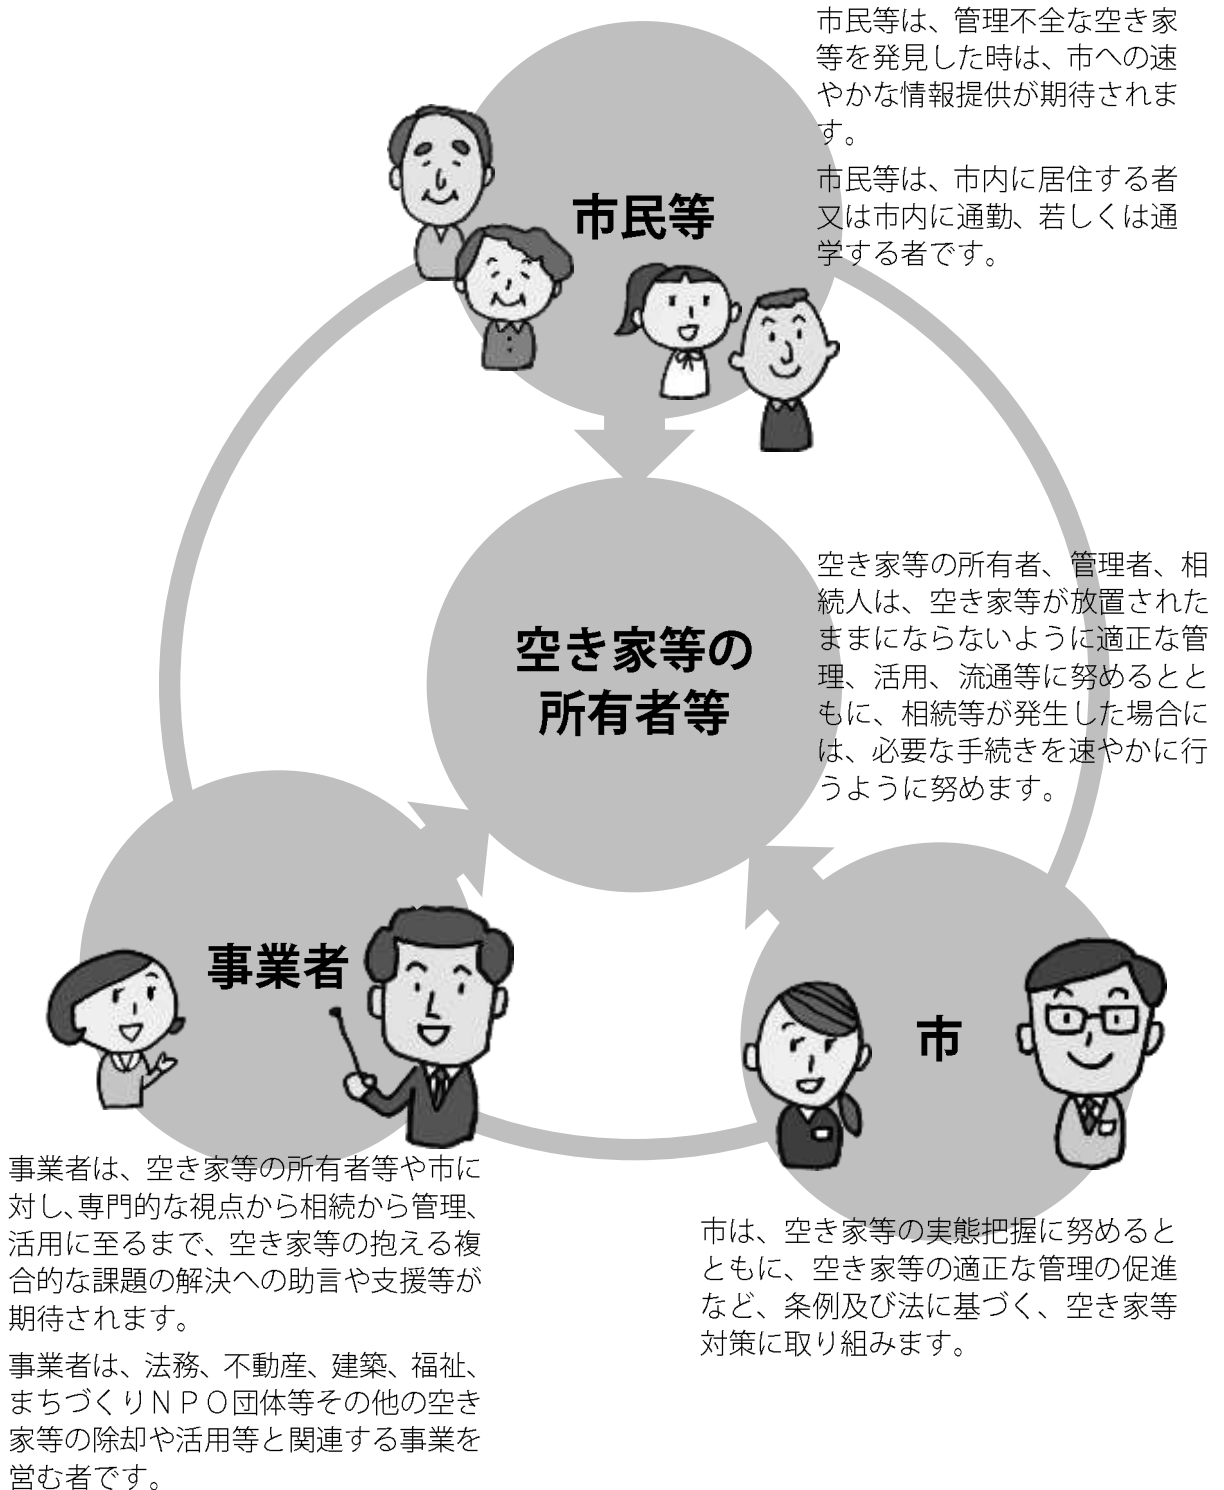 市民等は、管理不全な空き家
等を発見した時は、市への速
やかな情報提供が期待されま
す。
市民等は、市内に居住する者
又は市内に通勤、若しくは通
学する者です。
市民等
空き家等の所有者、管理者、相
続人は、空き家等が放置された
ままにならないように適正な管
理、活用、流通等に努めるとと
もに、相続等が発生した場合に
は、必要な手続きを速やかに行
うように努めます。
空き家等の
所有者等
事業者
市
事業者は、空き家等の所有者等や市に
対し、専門的な視点から相続から管理、
活用に至るまで、空き家等の抱える複
合的な課題の解決への助言や支援等が
期待されます。
事業者は、法務、不動産、建築、福祉、
まちづくりＮＰＯ団体等その他の空き
家等の除却や活用等と関連する事業を
営む者です。
市は、空き家等の実態把握に努めると
ともに、空き家等の適正な管理の促進
など、条例及び法に基づく、空き家等
対策に取り組みます。